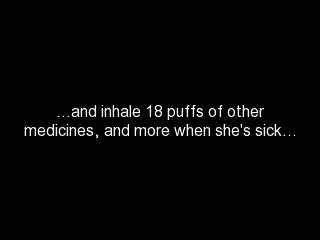 …and inhale 18 puffs of other
medicines, and more when she's sick…